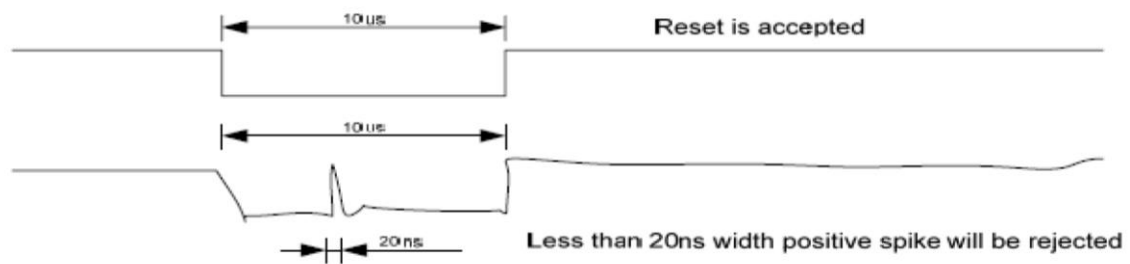 10us
Reset is accepted
10us
20ns
Less than 20ns width positive spike will be rejected